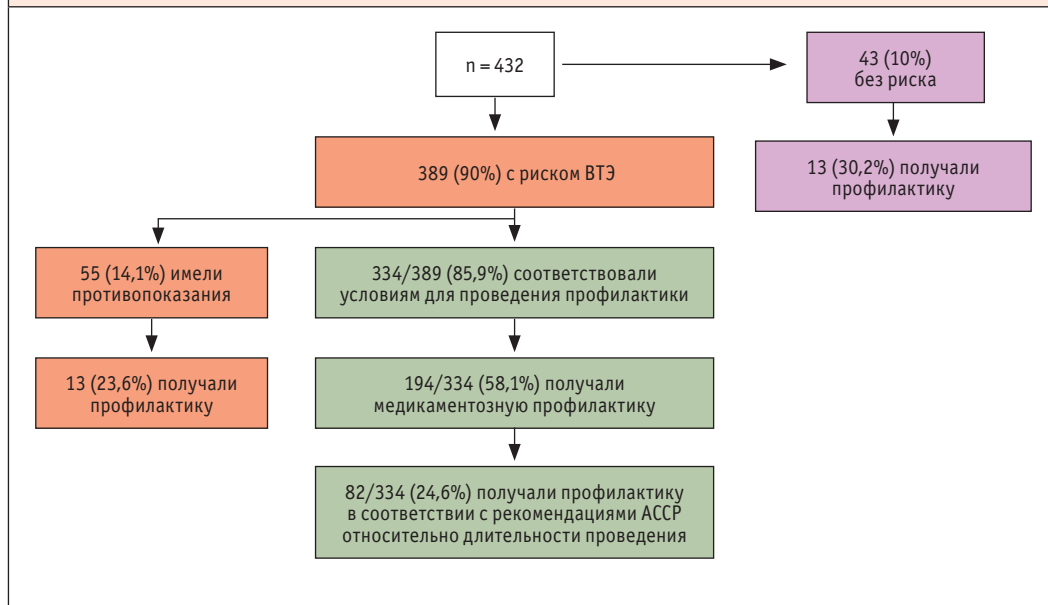 n = 432
43 (10%)
без риска
389 (90%) с риском ВТЭ
13 (30,2%) получали
профилактику
55 (14,1%) имели
противопоказания
334/389 (85,9%) соответствовали
условиям для проведения профилактики
13 (23,6%) получали
профилактику
194/334 (58,1%) получали
медикаментозную профилактику
82/334 (24,6%) получали профилактику
в соответствии с рекомендациями АССР
относительно длительности проведения